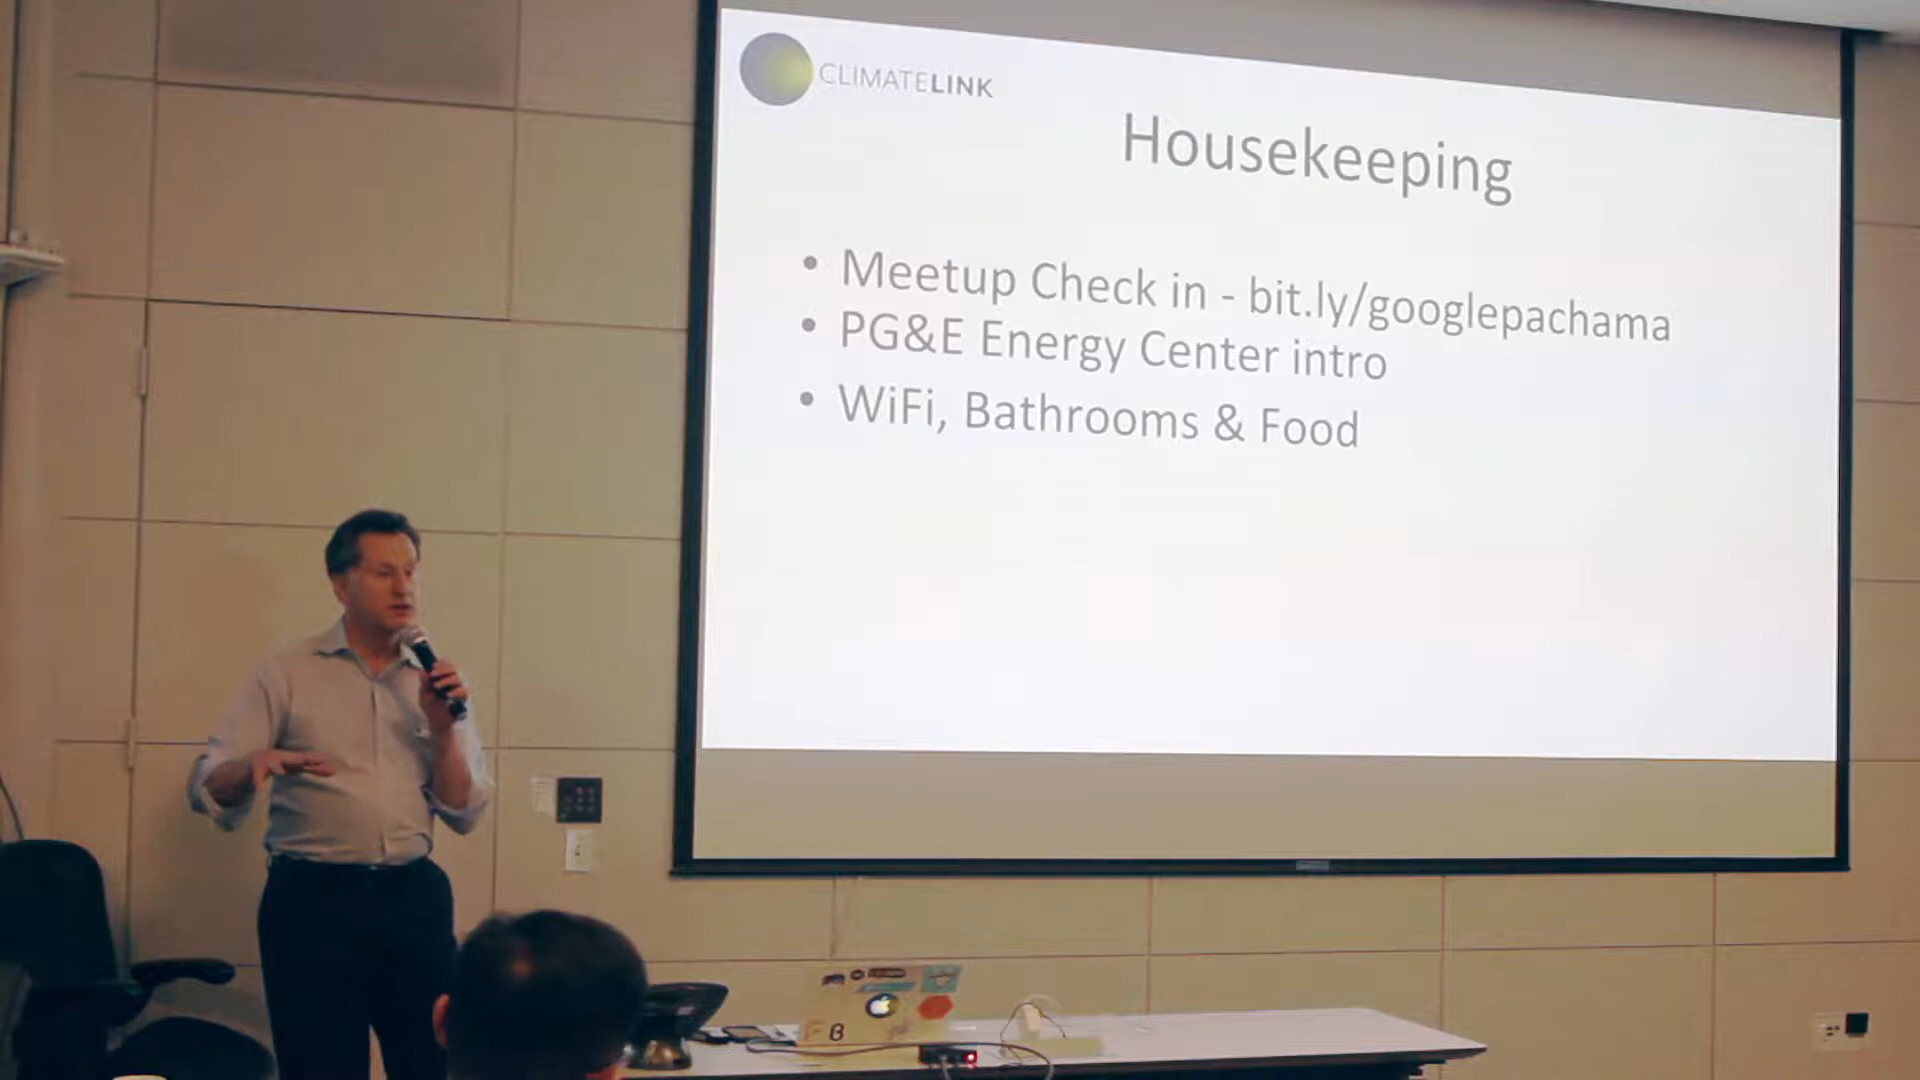 CLIMATELINK
Housekeeping
• Meetup Check in - bit.ly/googlepachama
• PG&E Energy Center intro
• WiFi, Bathrooms & Food